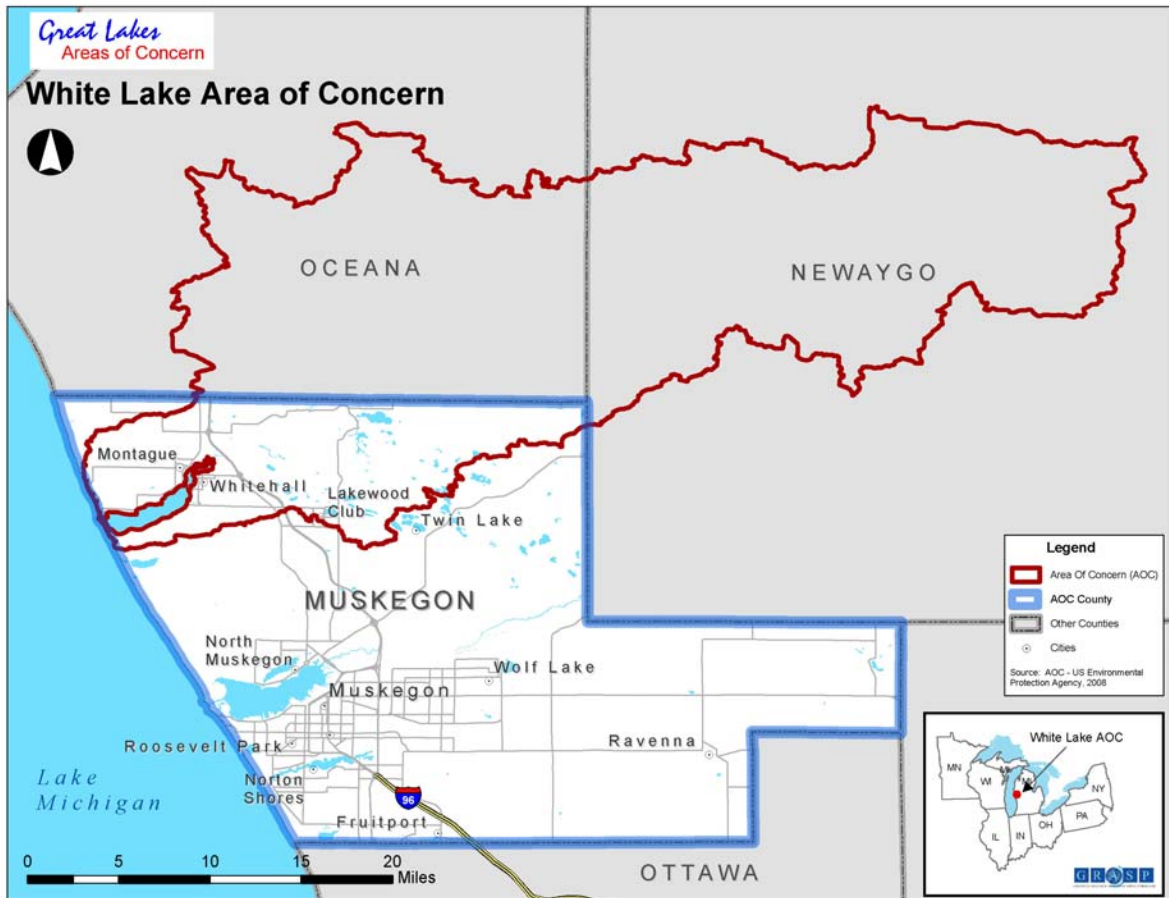 Great Lakes
Areas of Concern
White Lake Area of Concern
OCEANA
NEWAYGO
Montague
Whitehall
Lakewood
Club
Twin Lake
MUSKEGON
North
Muskegon
Wolf Lake
Muskegon
Roosevelt Park
Ravenna
Norton
Shores
Fruitport
96
Lake
Michigan
OTTAWA
0 5 10 15 20
Miles
Legend
Area Of Concern (AOC)
AOC County
Other Counties
Cities
Source: AOC - US Environmental
Protection Agency, 2008
White Lake AOC
MN
WI
MI
MI
NY
PA
IL
IN
OH
GRASP